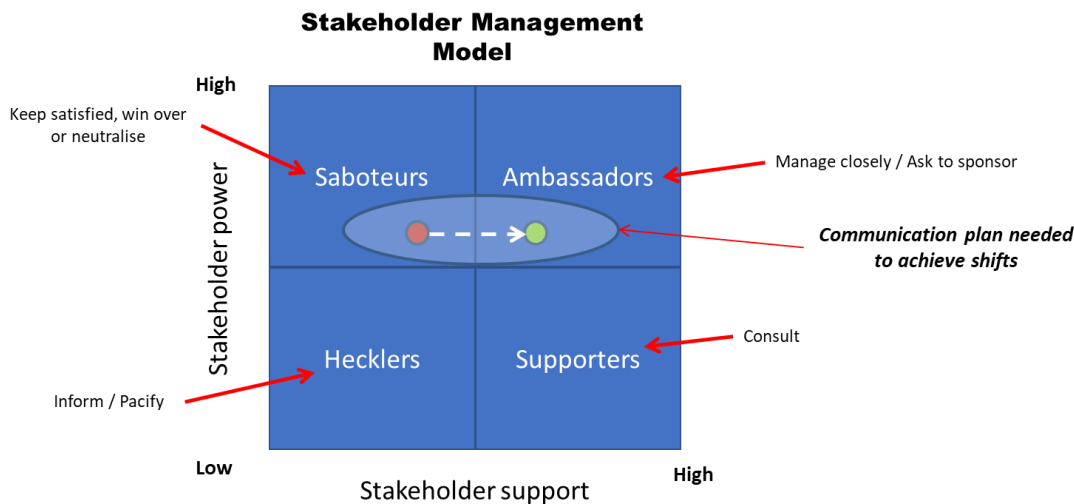 Stakeholder Management
Model
High
Keep satisfied, win over
or neutralise
Stakeholder power
Saboteurs
Ambassadors
Manage closely / Ask to sponsor
Communication plan needed
to achieve shifts
Hecklers
Supporters
Consult
Inform / Pacify
Low
High
Stakeholder support